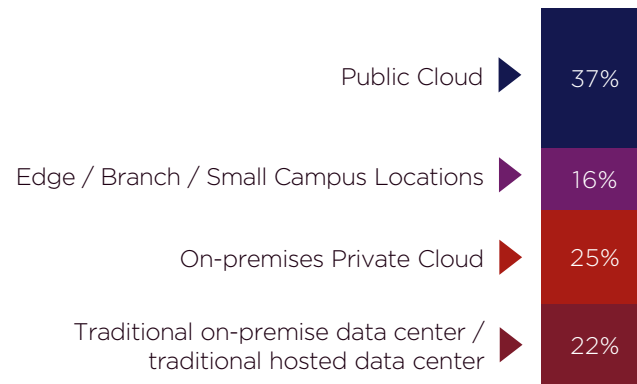 Public Cloud 37%
Edge / Branch / Small Campus Locations 16%
On-premises Private Cloud 25%
Traditional on-premise data center /
traditional hosted data center 22%